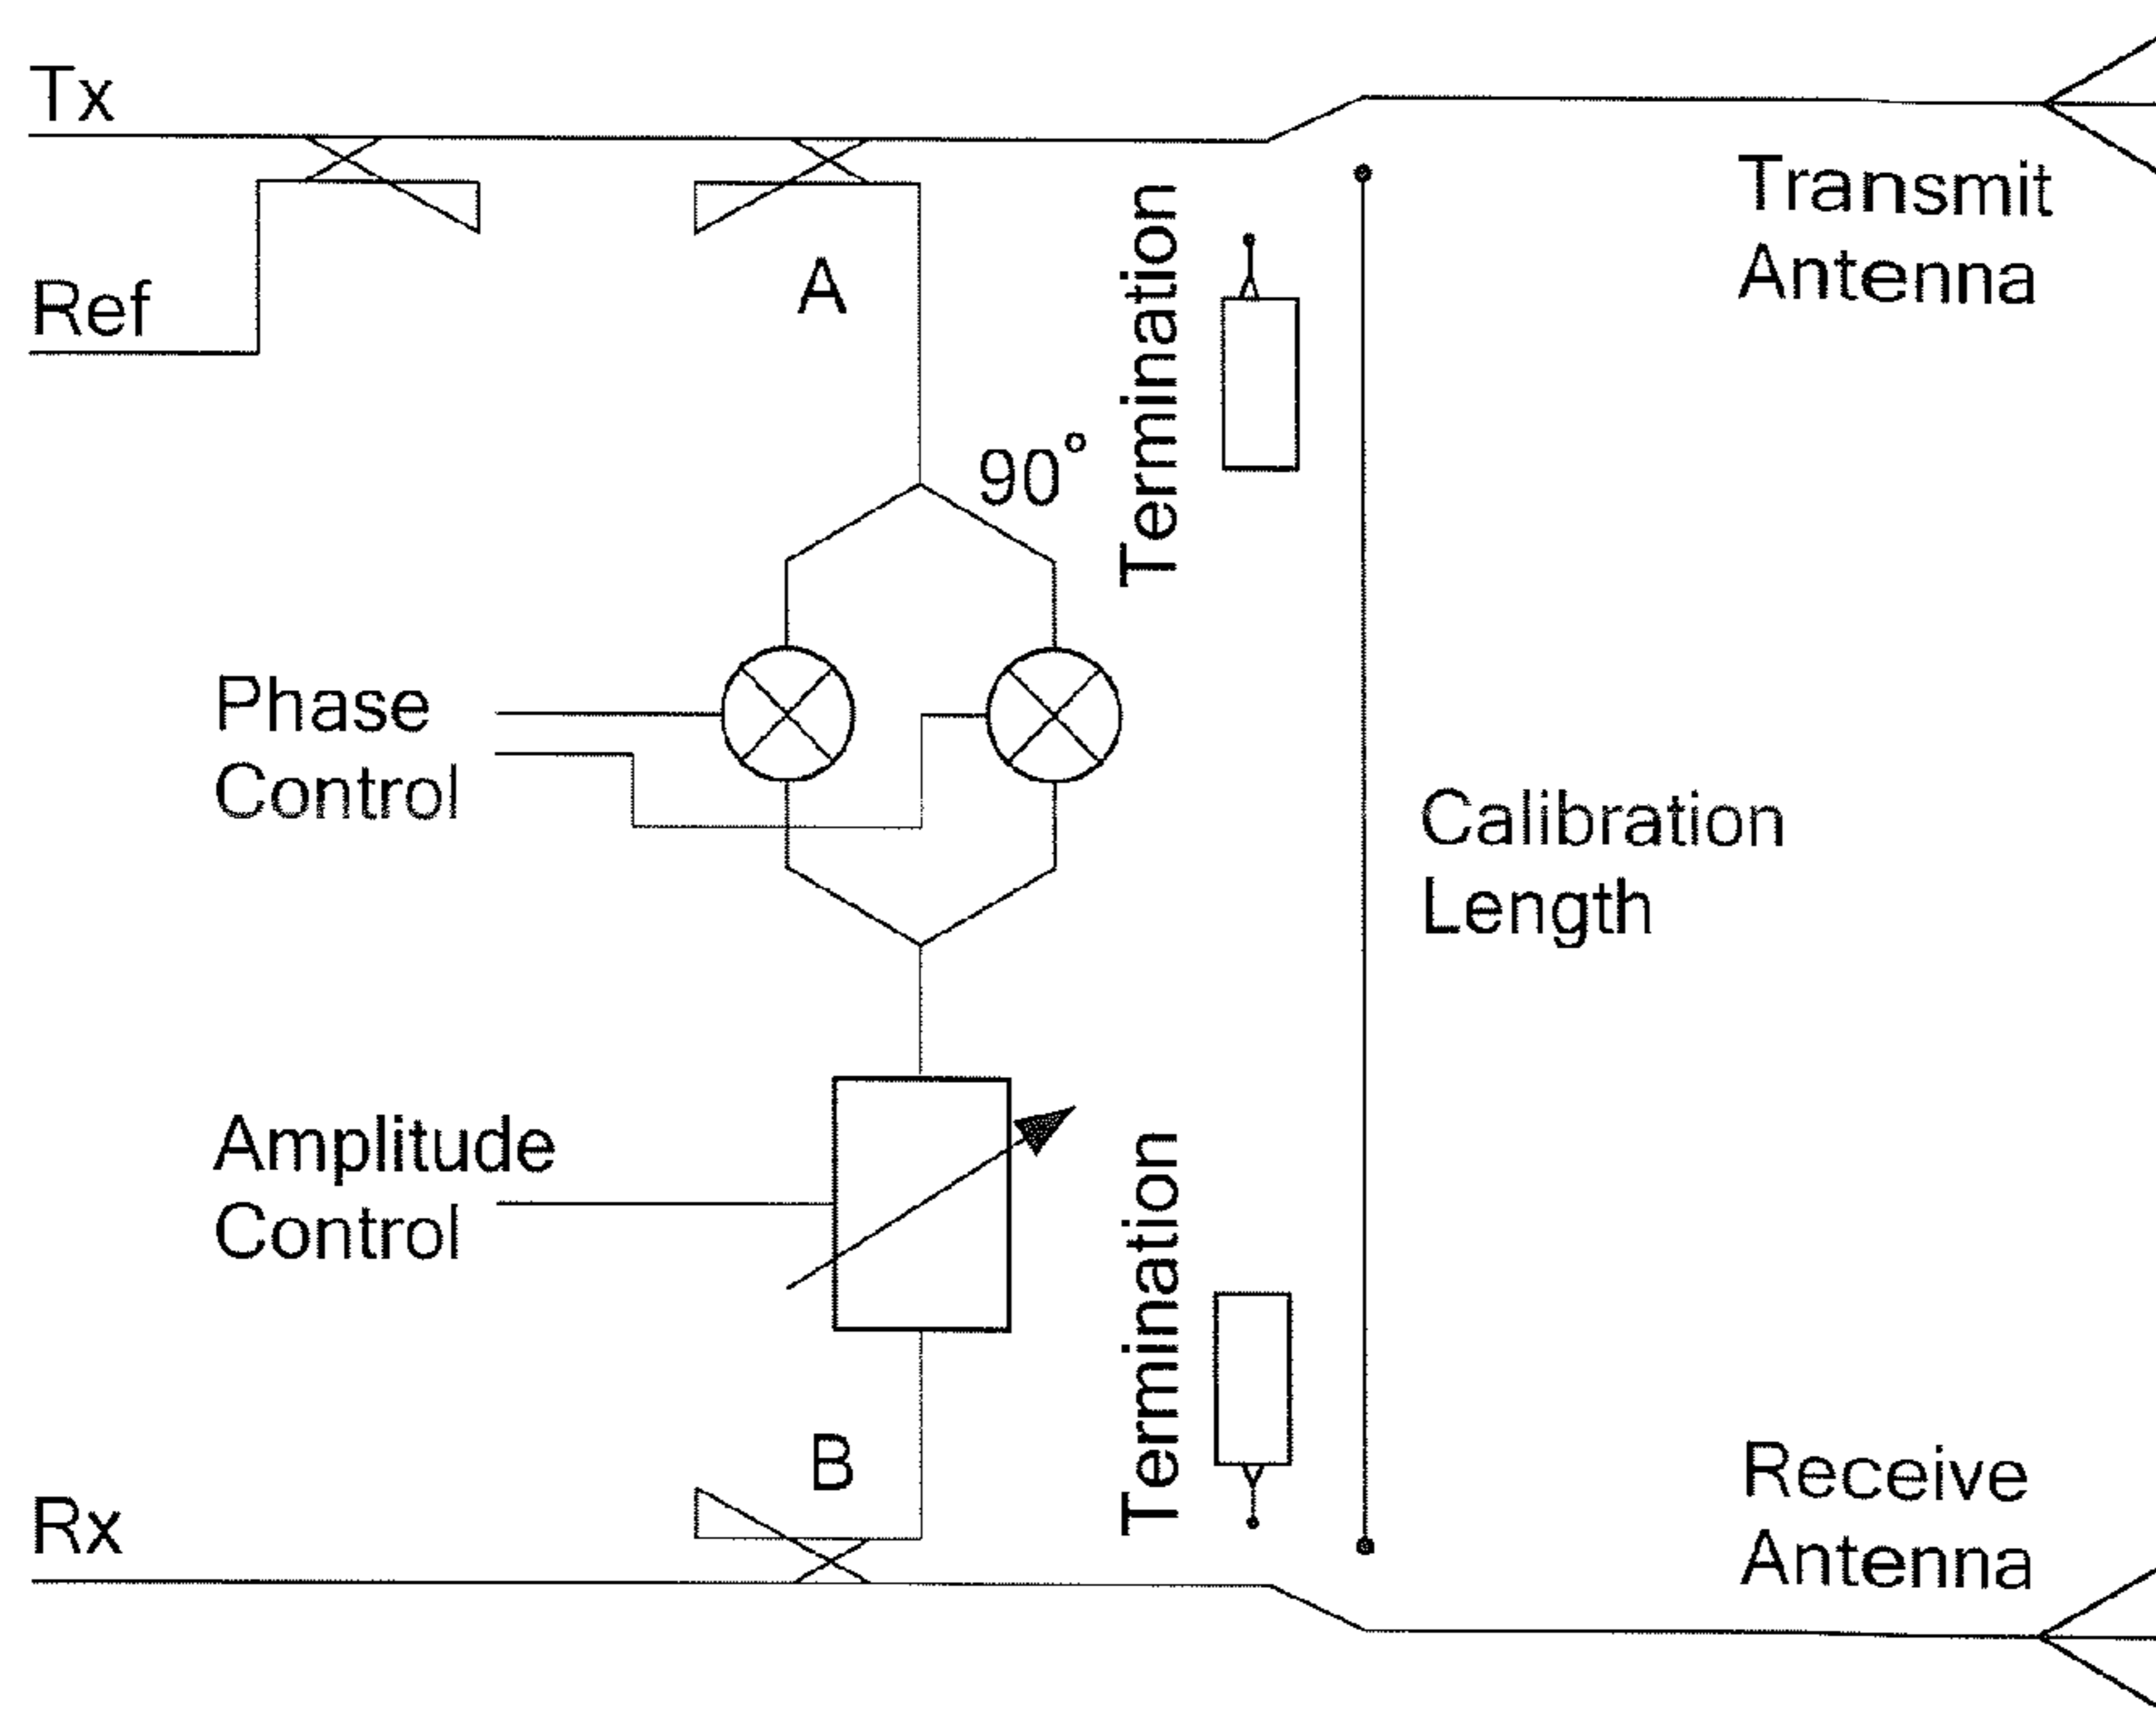 Tx
Transmit
Antenna
Ref
A
Termination
90°
Phase
Control
Calibration
Length
Amplitude
Control
Termination
B
Rx
Receive
Antenna